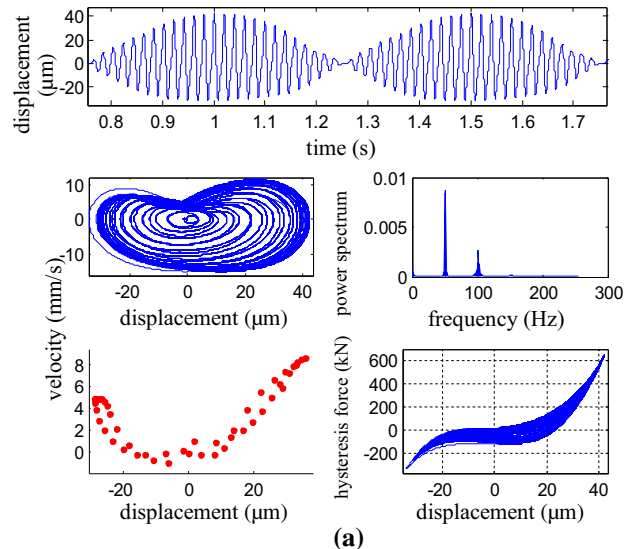 displacement
(μm)
40
20
0
-20
0.8 0.9 1 1.1 1.2 1.3 1.4 1.5 1.6 1.7
time (s)
velocity (mm/s)
10
0
-10
-20 0 20 40
displacement (μm)
power spectrum
0.01
0.005
0
0 100 200 300
frequency (Hz)
8
6
4
2
0
-20 0 20
displacement (μm)
hysteresis force (kN)
600
400
200
0
-200
-20 0 20 40
displacement (μm)
(a)